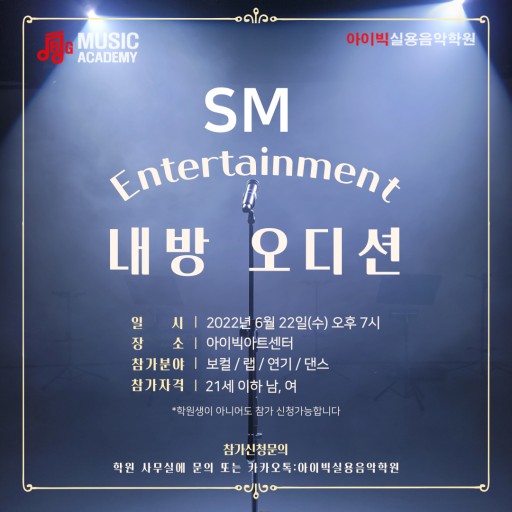 MUSIC
ACADEMY
아이빅실용음악학원
SM
Entertainment
내방 오디션
일 시 | 2022년 6월 22일(수) 오후 7시
장 소 | 아이빅아트센터
참가분야 | 보컬 / 랩 / 연기 / 댄스
참가자격 | 21세 이하 남, 여
*학원생이 아니어도 참가 신청가능합니다
참가신청문의
학원 사무실에 문의 또는 카카오톡:아이빅실용음악학원